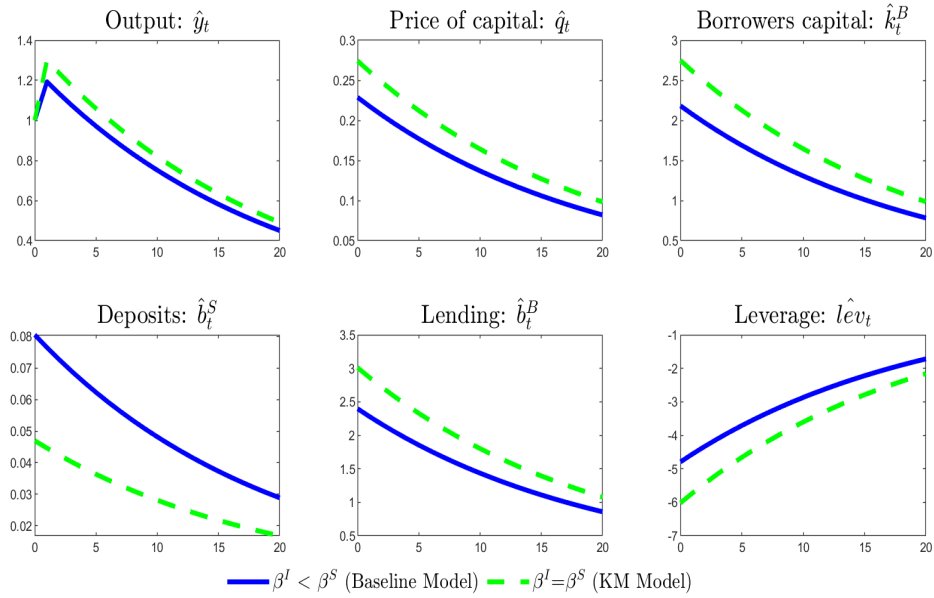 Output: ŷ_t Price of capital: q̂_t Borrowers capital: k̂_t^B
1.4 0.3 3
1.2 0.25 2.5
1 0.2 2
0.8 0.15 1.5
0.6 0.1 1
0.4 0.05 0.5
0 5 10 15 20 0 5 10 15 20 0 5 10 15 20
Deposits: b̂_t^S Lending: b̂_t^B Leverage: lêv_t
0.08 3.5 -1
0.07 3 -2
0.06 2.5 -3
0.05 2 -4
0.04 1.5 -5
0.03 1 -6
0.02 0.5 -7
0 5 10 15 20 0 5 10 15 20 0 5 10 15 20
β^I < β^S (Baseline Model) β^I=β^S (KM Model)